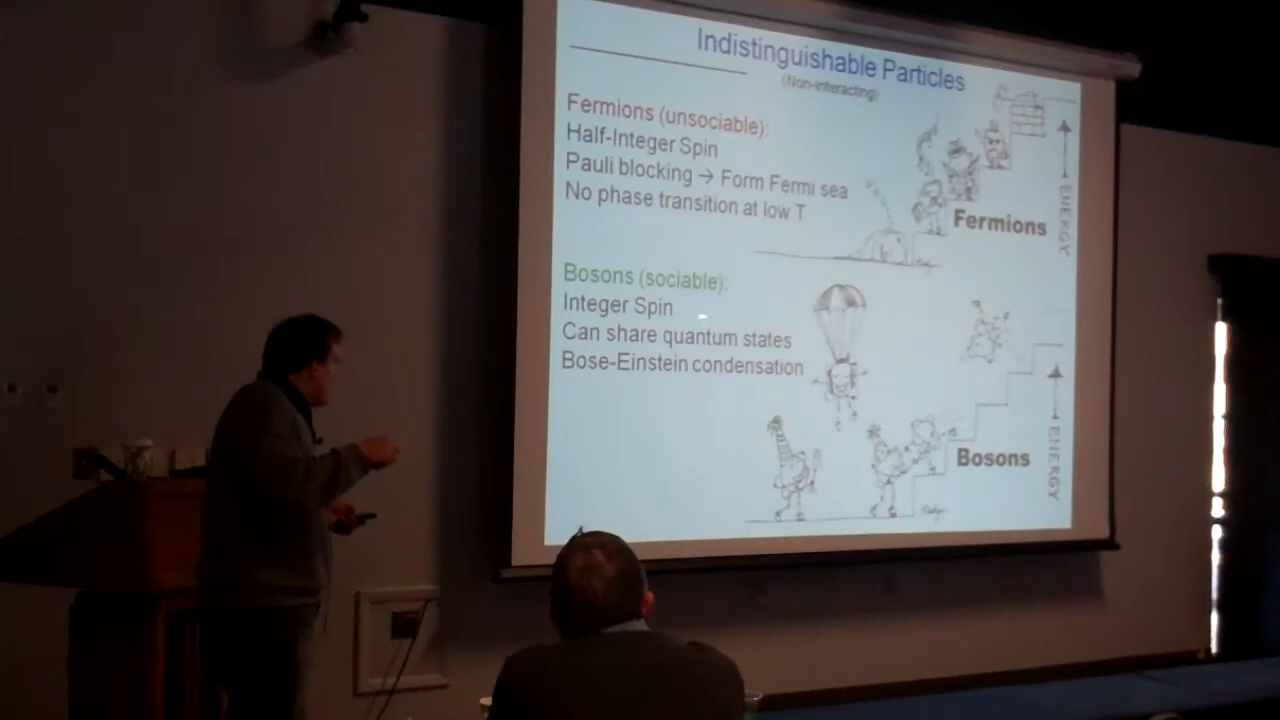 Indistinguishable Particles
(Non-interacting)
Fermions (unsociable):
Half-Integer Spin
Pauli blocking → Form Fermi sea
No phase transition at low T
Fermions
ENERGY
Bosons (sociable):
Integer Spin
Can share quantum states
Bose-Einstein condensation
Bosons
ENERGY